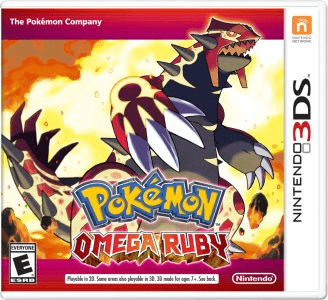 The Pokémon Company
NINTENDO NETWORK
NINTENDO 3DS
POKéMON
OMEGA RUBY
EVERYONE
E
ESRB
Playable in 2D. Some areas also playable in 3D. 3D mode for ages 7+. See back.
Nintendo